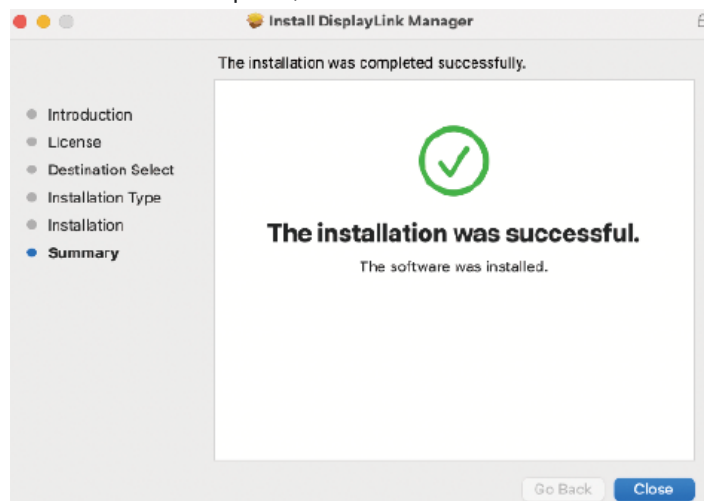 Install DisplayLink Manager
The installation was completed successfully.
Introduction
License
Destination Select
Installation Type
Installation
Summary
The installation was successful.
The software was installed.
Go Back
Close